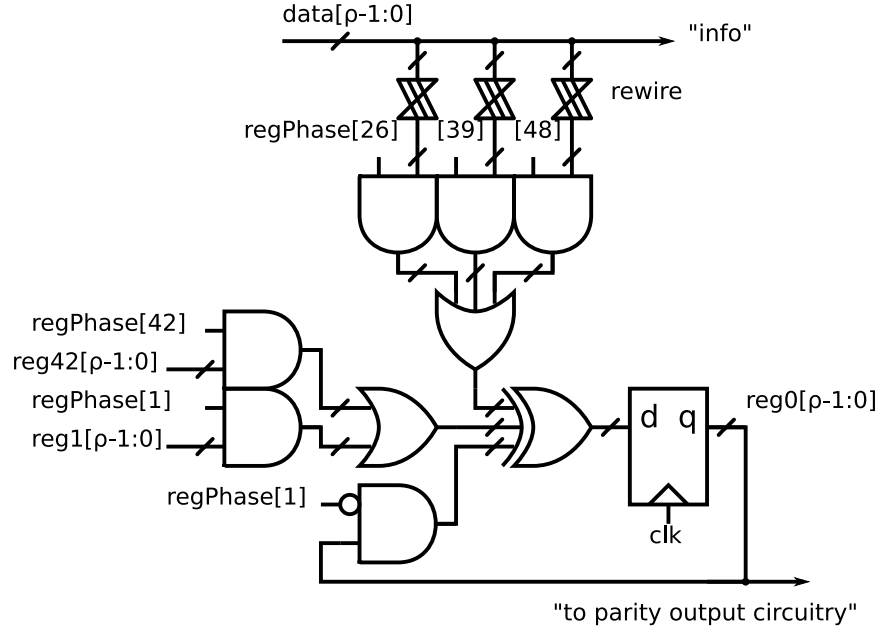 data[ρ-1:0]
"info"
rewire
regPhase[26] [39] [48]
regPhase[42]
reg42[ρ-1:0]
regPhase[1]
reg1[ρ-1:0]
d q
reg0[ρ-1:0]
regPhase[1]
clk
"to parity output circuitry"